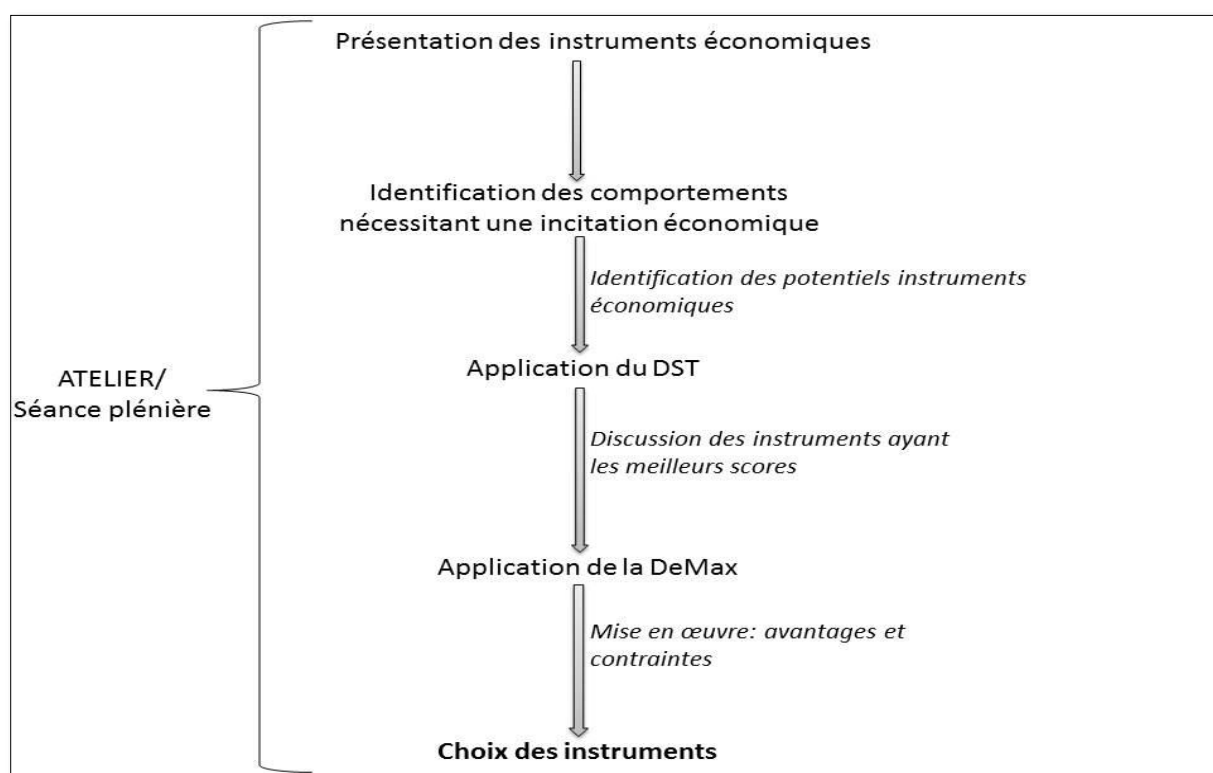 Présentation des instruments économiques
Identification des comportements
nécessitant une incitation économique
Identification des potentiels instruments
économiques
Application du DST
ATELIER/
Séance plénière
Discussion des instruments ayant
les meilleurs scores
Application de la DeMax
Mise en œuvre: avantages et
contraintes
Choix des instruments